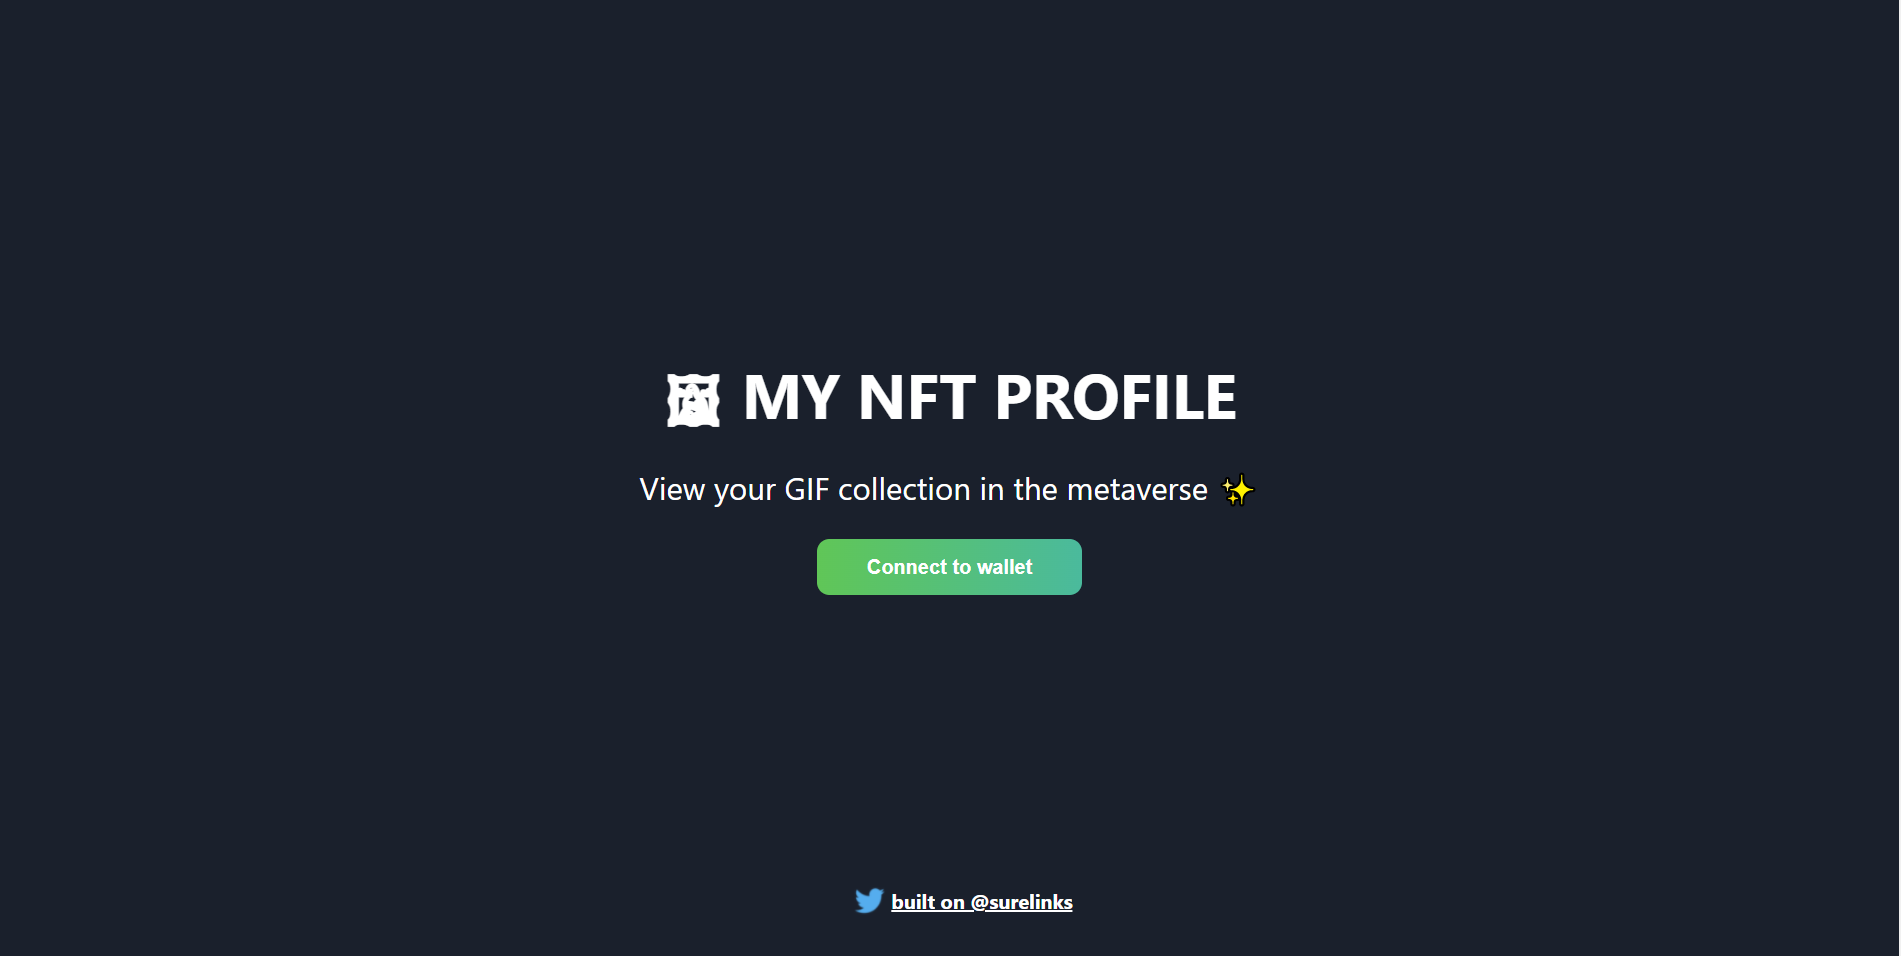 🖼 MY NFT PROFILE
View your GIF collection in the metaverse ✨
Connect to wallet
built on @surelinks